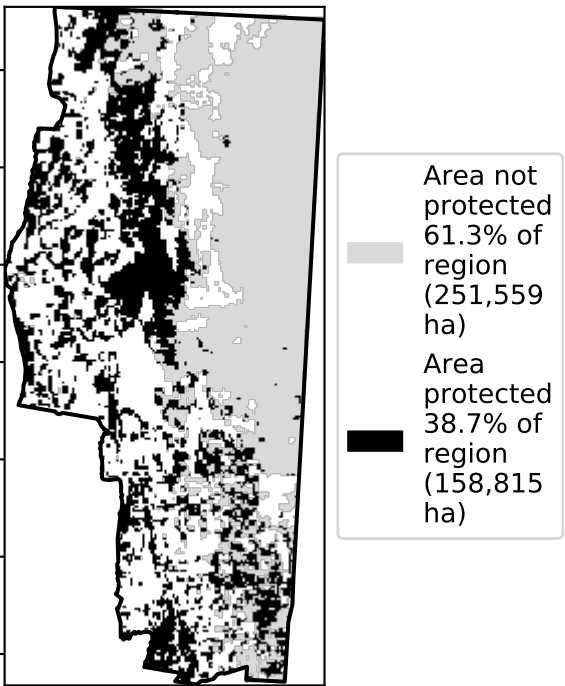 Area not
protected
61.3% of
region
(251,559
ha)
Area
protected
38.7% of
region
(158,815
ha)